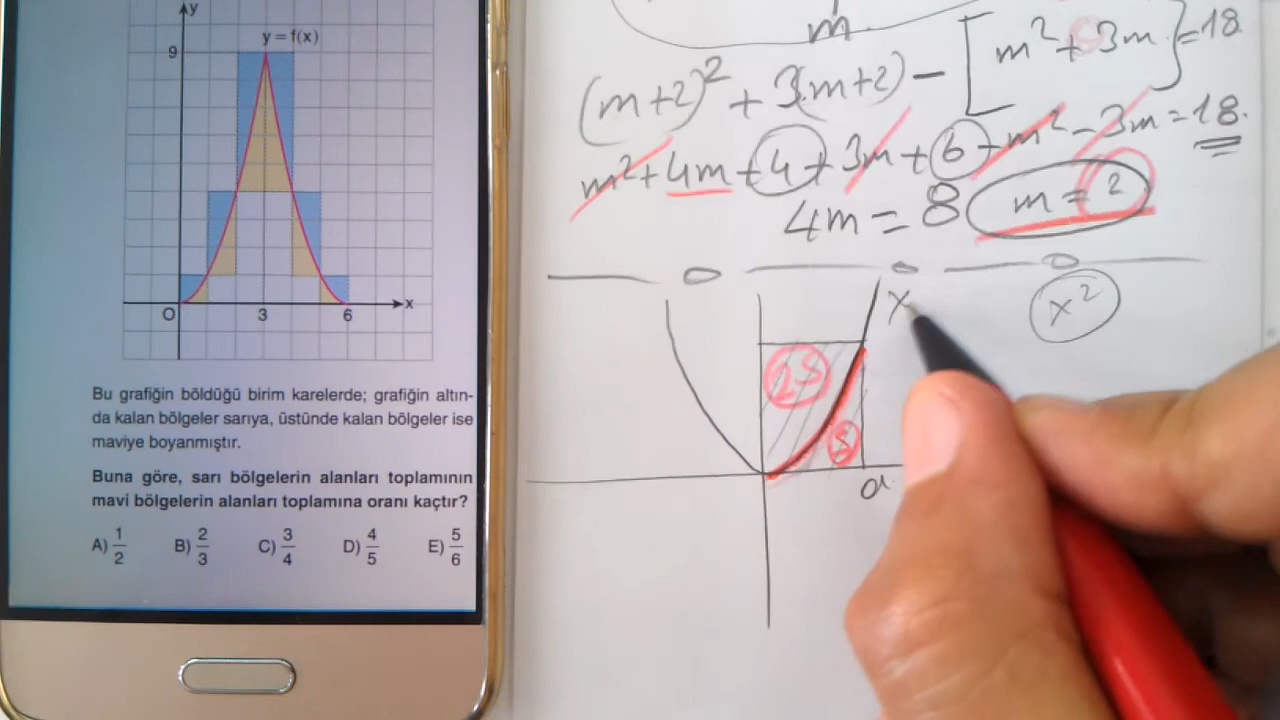 y
y = f(x)
9
O
3
6
x
Bu grafiğin böldüğü birim karelerde; grafiğin altın-
da kalan bölgeler sarıya, üstünde kalan bölgeler ise
maviye boyanmıştır.
Buna göre, sarı bölgelerin alanları toplamının
mavi bölgelerin alanları toplamına oranı kaçtır?
A) 1/2 B) 2/3 C) 3/4 D) 4/5 E) 5/6
m
(m+2)² + 3(m+2) - [m² + 3m] = 18
m² + 4m + 4 + 3m + 6 - m² - 3m = 18.
4m = 8 m = 2
x
x²
2S
S
a